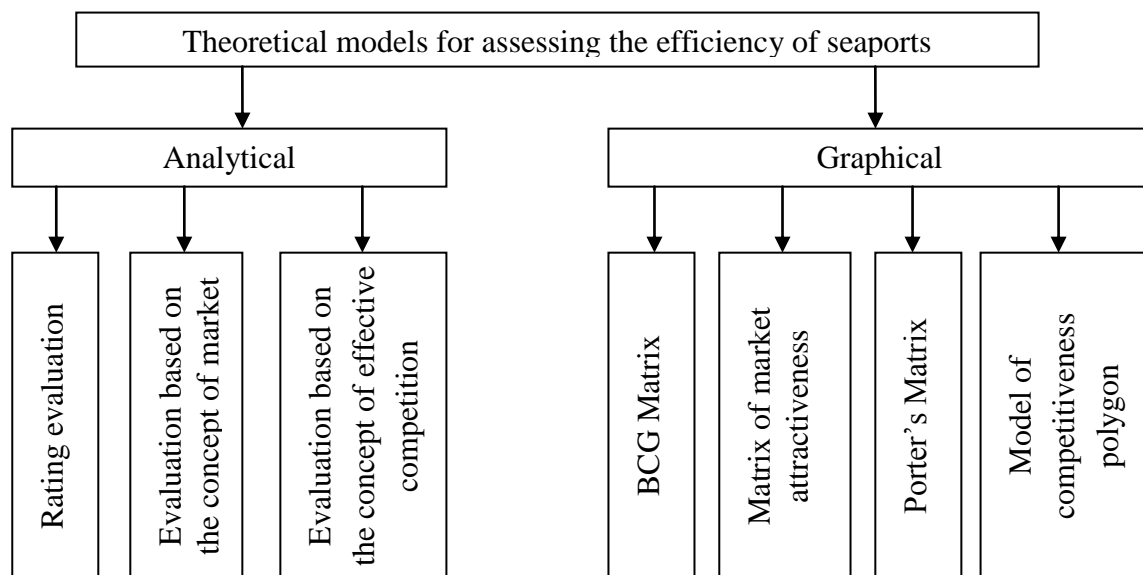 Theoretical models for assessing the efficiency of seaports
Analytical
Graphical
Rating evaluation
Evaluation based on
the concept of market
Evaluation based on
the concept of effective
competition
BCG Matrix
Matrix of market
attractiveness
Porter’s Matrix
Model of
competitiveness
polygon